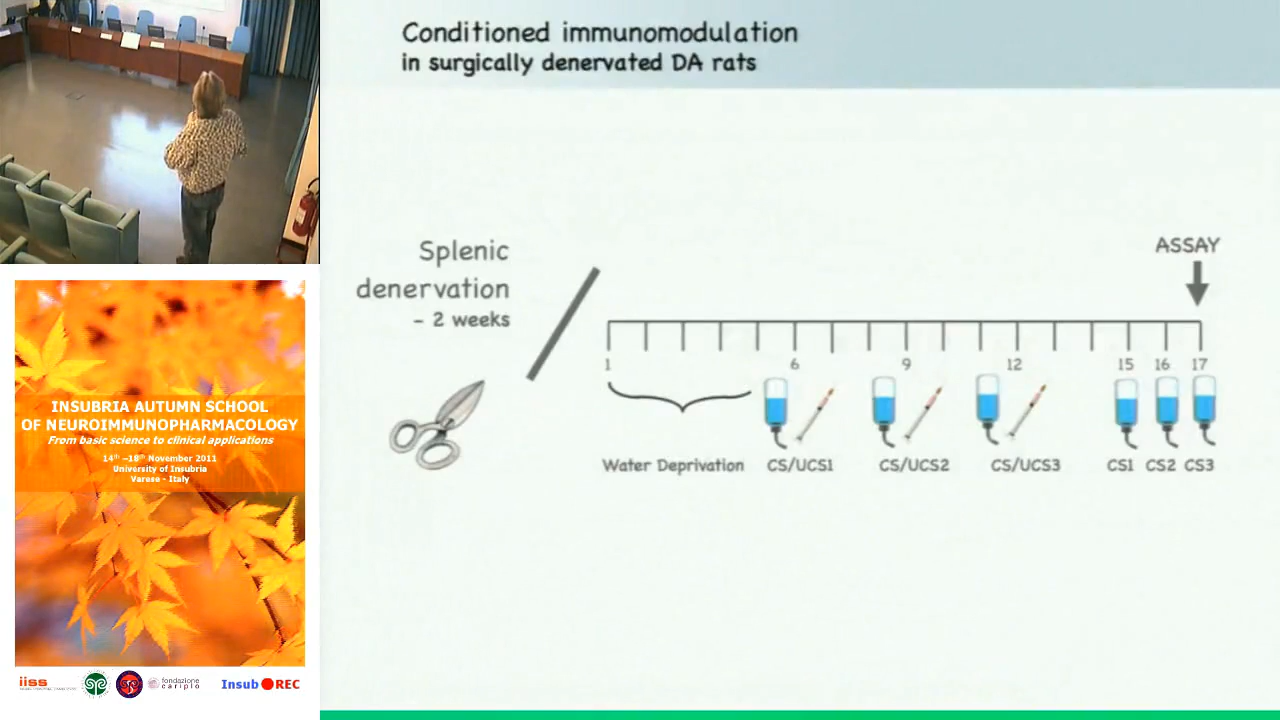 Conditioned immunomodulation
in surgically denervated DA rats
Splenic
denervation
- 2 weeks
ASSAY
1 6 9 12 15 16 17
Water Deprivation CS/UCS1 CS/UCS2 CS/UCS3 CS1 CS2 CS3
INSUBRIA AUTUMN SCHOOL
OF NEUROIMMUNOPHARMACOLOGY
From basic science to clinical applications
14th –18th November 2011
University of Insubria
Varese - Italy
iiss
fondazione
cariplo
Insub REC